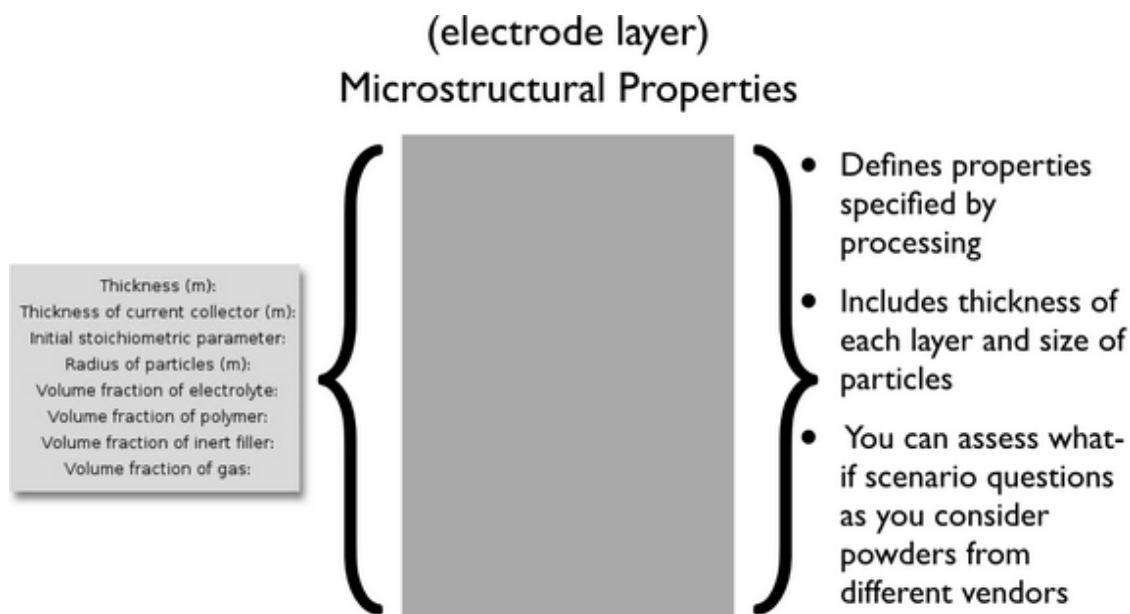 (electrode layer)
Microstructural Properties
Thickness (m):
Thickness of current collector (m):
Initial stoichiometric parameter:
Radius of particles (m):
Volume fraction of electrolyte:
Volume fraction of polymer:
Volume fraction of inert filler:
Volume fraction of gas:
• Defines properties
specified by
processing
• Includes thickness of
each layer and size of
particles
• You can assess what-
if scenario questions
as you consider
powders from
different vendors